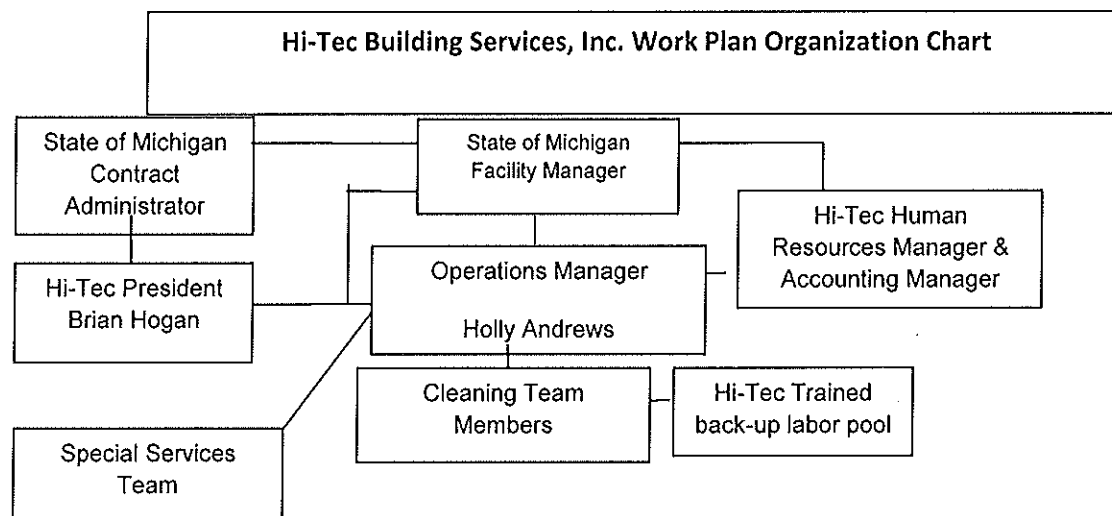 Hi-Tec Building Services, Inc. Work Plan Organization Chart
State of Michigan
Contract
Administrator
State of Michigan
Facility Manager
Hi-Tec Human
Resources Manager &
Accounting Manager
Hi-Tec President
Brian Hogan
Operations Manager
Holly Andrews
Cleaning Team
Members
Hi-Tec Trained
back-up labor pool
Special Services
Team